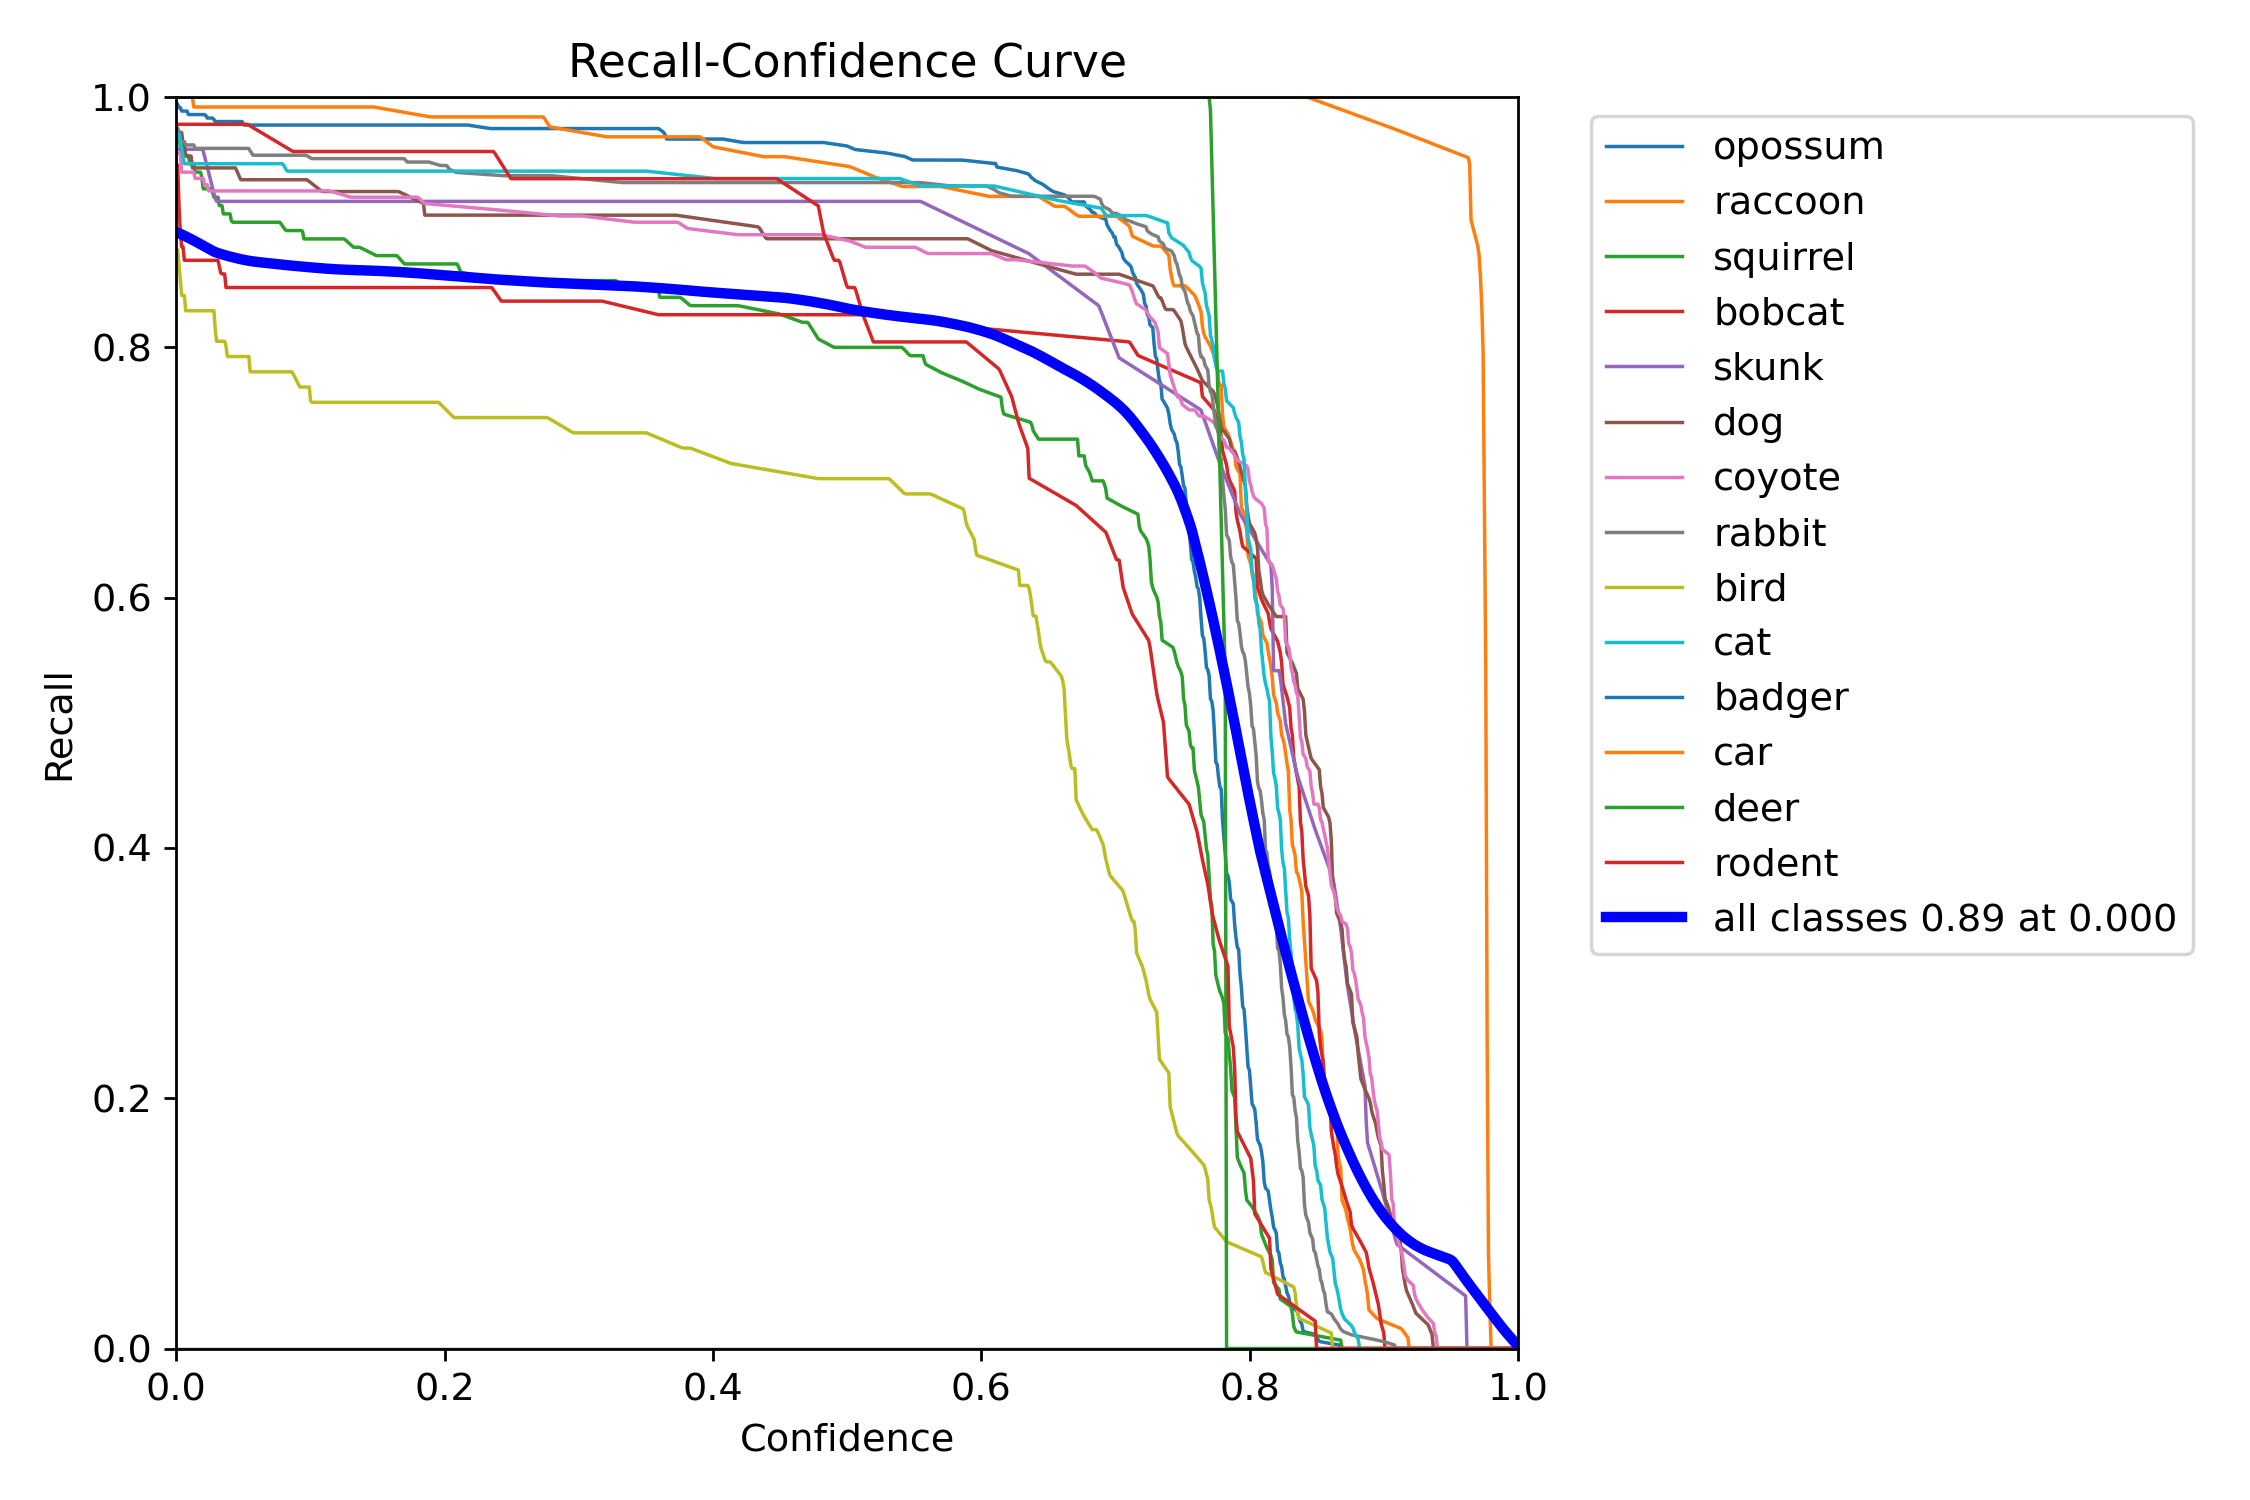 Recall-Confidence Curve
1.0
0.8
0.6
0.4
0.2
0.0
Recall
0.0 0.2 0.4 0.6 0.8 1.0
Confidence
opossum
raccoon
squirrel
bobcat
skunk
dog
coyote
rabbit
bird
cat
badger
car
deer
rodent
all classes 0.89 at 0.000